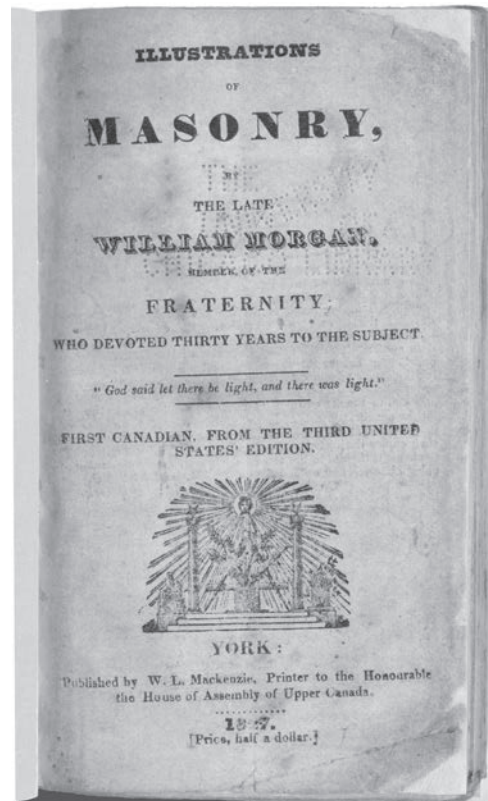 ILLUSTRATIONS
OF
MASONRY,
BY
THE LATE
WILLIAM MORGAN,
MEMBER OF THE
FRATERNITY;
WHO DEVOTED THIRTY YEARS TO THE SUBJECT.
"God said let there be light, and there was light."
FIRST CANADIAN, FROM THE THIRD UNITED
STATES' EDITION.
YORK:
Published by W. L. Mackenzie, Printer to the Honourable
the House of Assembly of Upper Canada.
[Price, half a dollar.]